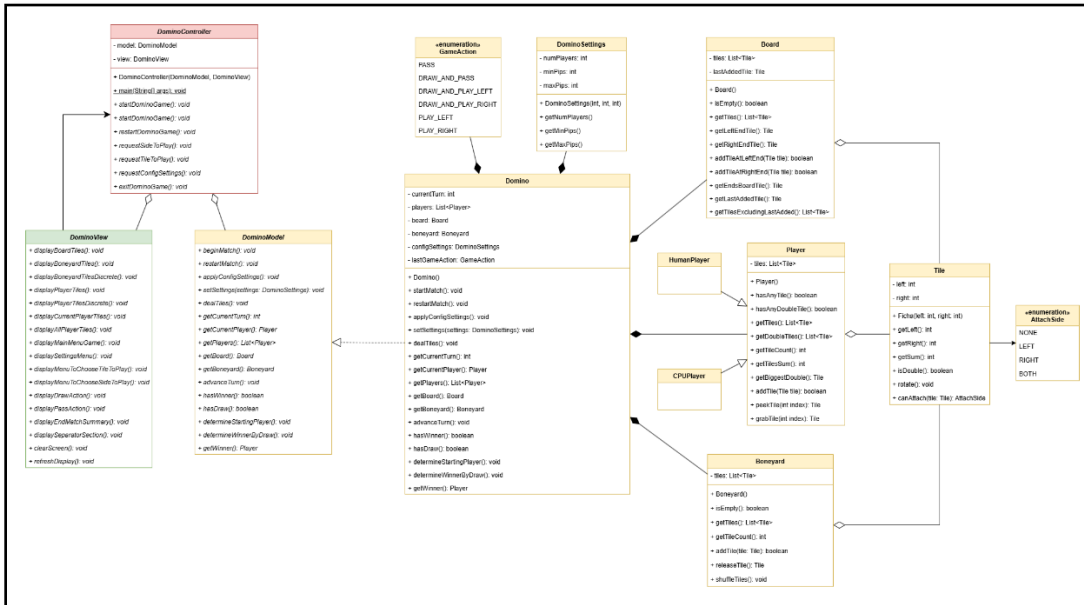 DominoController
- model: DominoModel
- view: DominoView
+ DominoController(DominoModel, DominoView)
+ main(String[] args): void
+ startDominoGame(): void
+ startDominoGame(): void
+ restartDominoGame(): void
+ requestSideToPlay(): void
+ requestTileToPlay(): void
+ requestConfigSettings(): void
+ exitDominoGame(): void
DominoView
+ displayBoardTiles(): void
+ displayBoneyardTiles(): void
+ displayBoneyardTilesDiscrete(): void
+ displayPlayerTiles(): void
+ displayPlayerTilesDiscrete(): void
+ displayCurrentPlayerTiles(): void
+ displayAllPlayerTiles(): void
+ displayMainMenuGame(): void
+ displaySettingsMenu(): void
+ displayMenuToChooseTileToPlay(): void
+ displayMenuToChooseSideToPlay(): void
+ displayDrawAction(): void
+ displayPassAction(): void
+ displayEndMatchSummary(): void
+ displaySeparatorSection(): void
+ clearScreen(): void
+ refreshDisplay(): void
DominoModel
+ beginMatch(): void
+ restartMatch(): void
+ applyConfigSettings(): void
+ setSettings(settings: DominoSettings): void
+ dealTiles(): void
+ getCurrentTurn(): int
+ getCurrentPlayer(): Player
+ getPlayers(): List<Player>
+ getBoard(): Board
+ getBoneyard(): Boneyard
+ advanceTurn(): void
+ hasWinner(): boolean
+ hasDraw(): boolean
+ determineStartingPlayer(): void
+ determineWinnerByDraw(): void
+ getWinner(): Player
«enumeration»
GameAction
PASS
DRAW_AND_PASS
DRAW_AND_PLAY_LEFT
DRAW_AND_PLAY_RIGHT
PLAY_LEFT
PLAY_RIGHT
DominoSettings
- numPlayers: int
- minPips: int
- maxPips: int
+ DominoSettings(int, int, int)
+ getNumPlayers()
+ getMinPips()
+ getMaxPips()
Domino
- currentTurn: int
- players: List<Player>
- board: Board
- boneyard: Boneyard
- configSettings: DominoSettings
- lastGameAction: GameAction
+ Domino()
+ startMatch(): void
+ restartMatch(): void
+ applyConfigSettings(): void
+ setSettings(settings: DominoSettings): void
+ dealTiles(): void
+ getCurrentTurn(): int
+ getCurrentPlayer(): Player
+ getPlayers(): List<Player>
+ getBoard(): Board
+ getBoneyard(): Boneyard
+ advanceTurn(): void
+ hasWinner(): boolean
+ hasDraw(): boolean
+ determineStartingPlayer(): void
+ determineWinnerByDraw(): void
+ getWinner(): Player
Board
- tiles: List<Tile>
- lastAddedTile: Tile
+ Board()
+ isEmpty(): boolean
+ getTiles(): List<Tile>
+ getLeftEndTile(): Tile
+ getRightEndTile(): Tile
+ addTileAtLeftEnd(Tile tile): boolean
+ addTileAtRightEnd(Tile tile): boolean
+ getEndsBoardTile(): Tile
+ getLastAddedTile(): Tile
+ getTilesExcludingLastAdded(): List<Tile>
HumanPlayer
CPUPlayer
Player
- tiles: List<Tile>
+ Player()
+ hasAnyTile(): boolean
+ hasAnyDoubleTile(): boolean
+ getTiles(): List<Tile>
+ getDoubleTiles(): List<Tile>
+ getTileCount(): int
+ getTilesSum(): int
+ getBiggestDouble(): Tile
+ addTile(Tile tile): boolean
+ peekTile(int index): Tile
+ grabTile(int index): Tile
Tile
- left: int
- right: int
+ Ficha(left: int, right: int)
+ getLeft(): int
+ getRight(): int
+ getSum(): int
+ isDouble(): boolean
+ rotate(): void
+ canAttach(tile: Tile): AttachSide
«enumeration»
AttachSide
NONE
LEFT
RIGHT
BOTH
Boneyard
- tiles: List<Tile>
+ Boneyard()
+ isEmpty(): boolean
+ getTiles(): List<Tile>
+ getTileCount(): int
+ addTile(tile: Tile): boolean
+ releaseTile(): Tile
+ shuffleTiles(): void